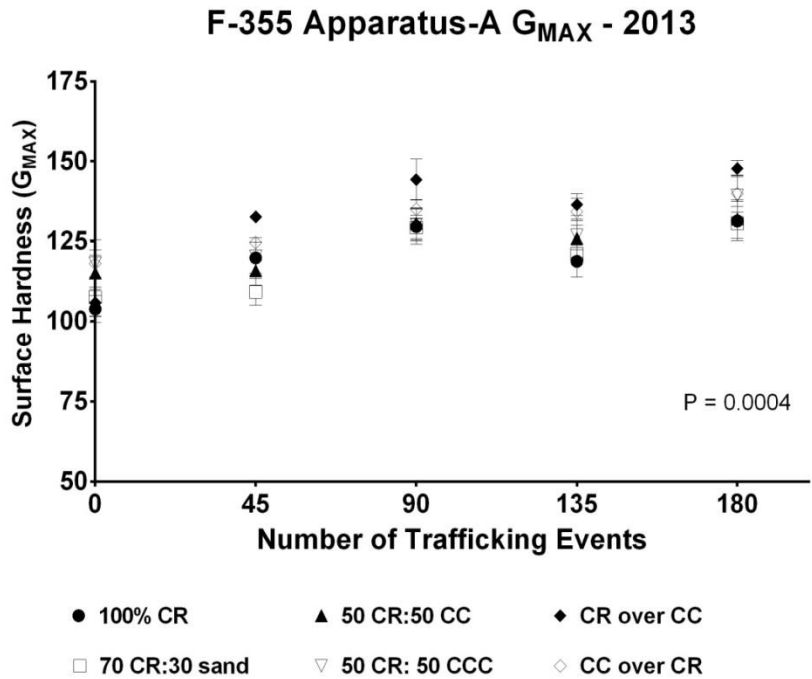 F-355 Apparatus-A GMAX - 2013
175
150
125
100
75
50
Surface Hardness (GMAX)
P = 0.0004
0 45 90 135 180
Number of Trafficking Events
100% CR 50 CR:50 CC CR over CC
70 CR:30 sand 50 CR: 50 CCC CC over CR